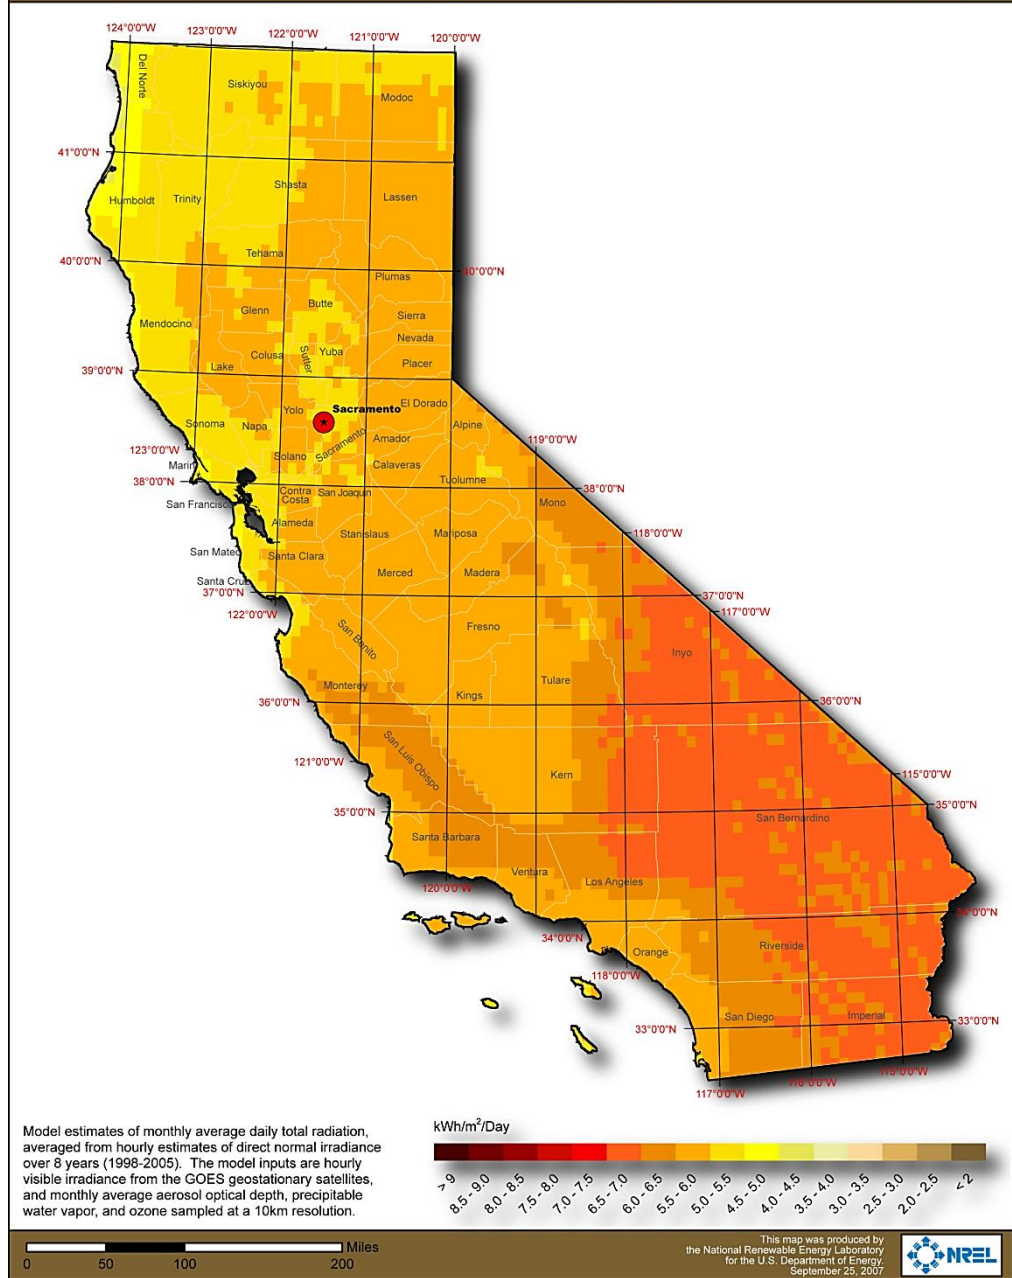 124°0'0"W
123°0'0"W
122°0'0"W
121°0'0"W
120°0'0"W
Del Norte
Siskiyou
Modoc
41°0'0"N
Humboldt
Trinity
Shasta
Lassen
40°0'0"N
Tehama
40°0'0"N
Plumas
Glenn
Butte
Sierra
Mendocino
Nevada
Colusa
Sutter
Yuba
39°0'0"N
Lake
Placer
Yolo
Sacramento
El Dorado
Sonoma
Napa
Alpine
Sacramento
Amador
119°0'0"W
123°0'0"W
Solano
Marin
Calaveras
38°0'0"N
Tuolumne
38°0'0"N
Contra
Costa
San Joaquin
Mono
San Francisco
Alameda
Stanislaus
Mariposa
118°0'0"W
San Mateo
Santa Clara
Merced
Madera
Santa Cruz
37°0'0"N
37°0'0"N
122°0'0"W
117°0'0"W
San Benito
Fresno
Inyo
Monterey
Kings
Tulare
36°0'0"N
36°0'0"N
San Luis Obispo
121°0'0"W
Kern
115°0'0"W
35°0'0"N
35°0'0"N
San Bernardino
Santa Barbara
Ventura
Los Angeles
120°0'0"W
34°0'0"N
34°0'0"N
Orange
Riverside
118°0'0"W
San Diego
Imperial
33°0'0"N
33°0'0"N
117°0'0"W
116°0'0"W
115°0'0"W
Model estimates of monthly average daily total radiation,
averaged from hourly estimates of direct normal irradiance
over 8 years (1998-2005). The model inputs are hourly
visible irradiance from the GOES geostationary satellites,
and monthly average aerosol optical depth, precipitable
water vapor, and ozone sampled at a 10km resolution.
kWh/m²/Day
> 9
8.5 - 9.0
8.0 - 8.5
7.5 - 8.0
7.0 - 7.5
6.5 - 7.0
6.0 - 6.5
5.5 - 6.0
5.0 - 5.5
4.5 - 5.0
4.0 - 4.5
3.5 - 4.0
3.0 - 3.5
2.5 - 3.0
2.0 - 2.5
< 2
Miles
0 50 100 200
This map was produced by
the National Renewable Energy Laboratory
for the U.S. Department of Energy.
September 25, 2007
NREL